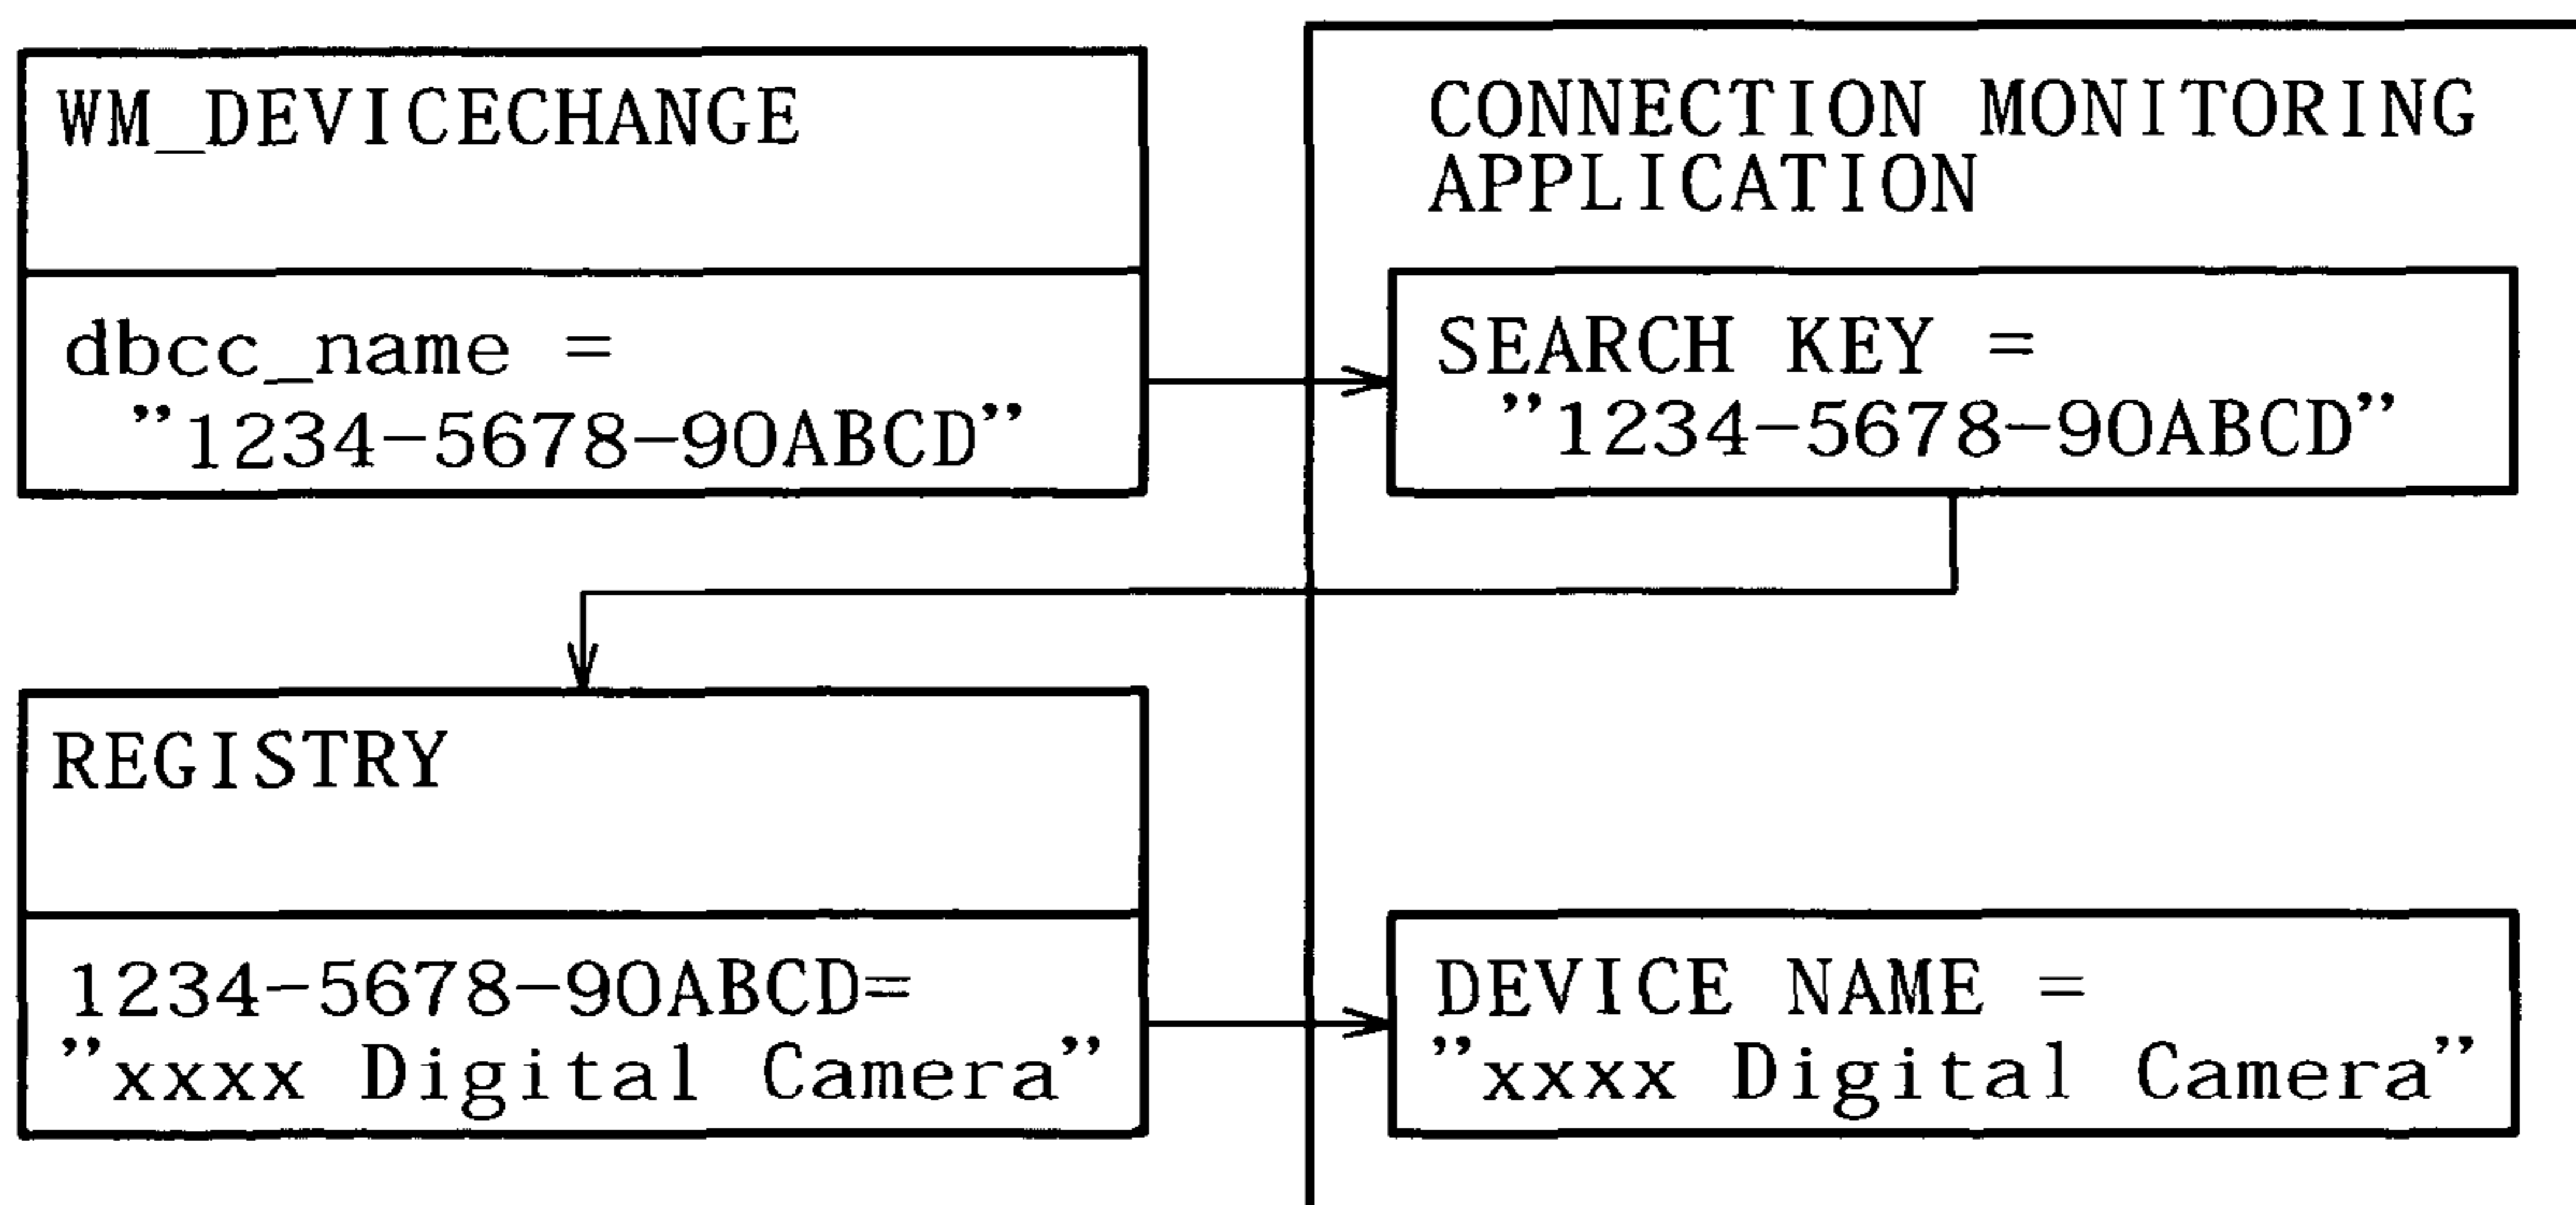 WM_DEVICECHANGE
dbcc_name =
”1234-5678-90ABCD”
CONNECTION MONITORING
APPLICATION
SEARCH KEY =
”1234-5678-90ABCD”
REGISTRY
1234-5678-90ABCD=
”xxxx Digital Camera”
DEVICE NAME =
”xxxx Digital Camera”